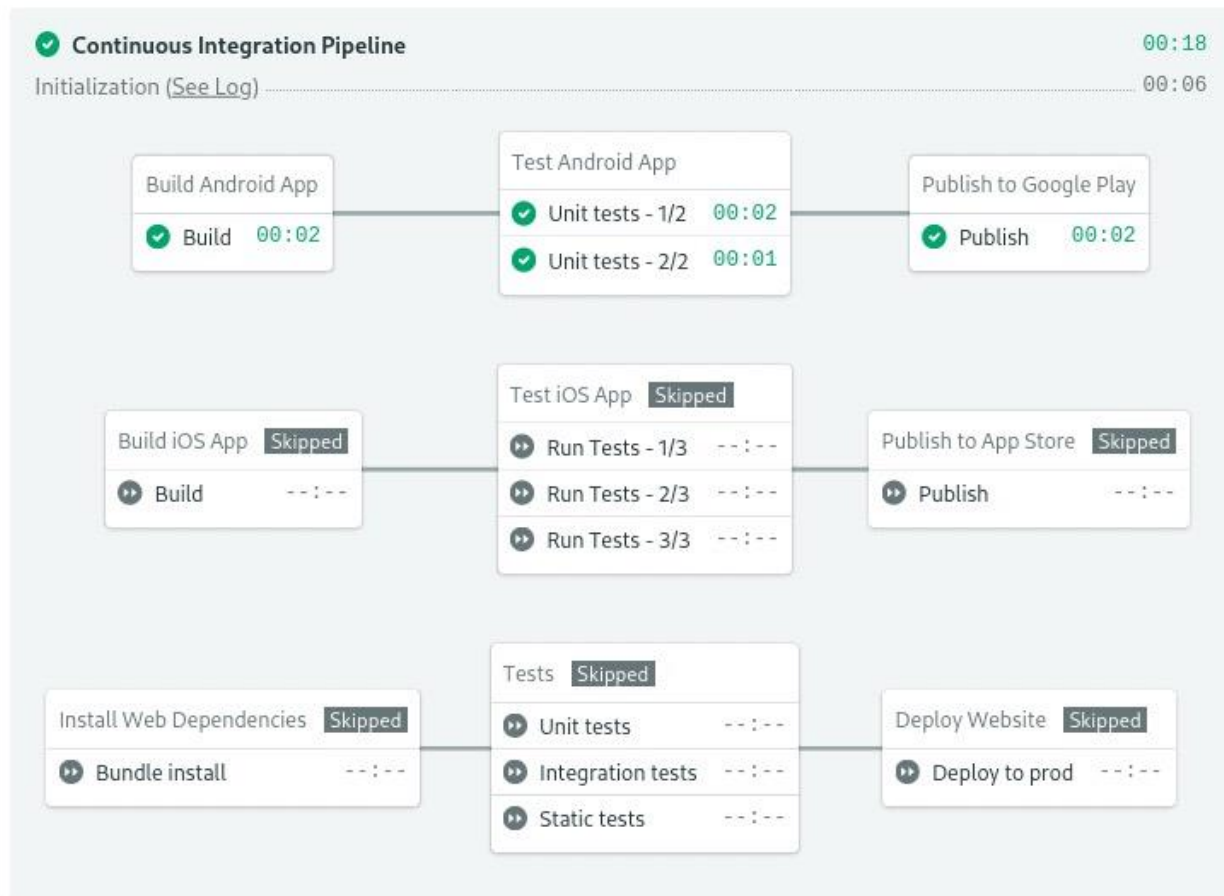 Continuous Integration Pipeline 00:18
Initialization (See Log) 00:06
Build Android App
Build 00:02
Test Android App
Unit tests - 1/2 00:02
Unit tests - 2/2 00:01
Publish to Google Play
Publish 00:02
Build iOS App Skipped
Build --:--
Test iOS App Skipped
Run Tests - 1/3 --:--
Run Tests - 2/3 --:--
Run Tests - 3/3 --:--
Publish to App Store Skipped
Publish --:--
Install Web Dependencies Skipped
Bundle install --:--
Tests Skipped
Unit tests --:--
Integration tests --:--
Static tests --:--
Deploy Website Skipped
Deploy to prod --:--